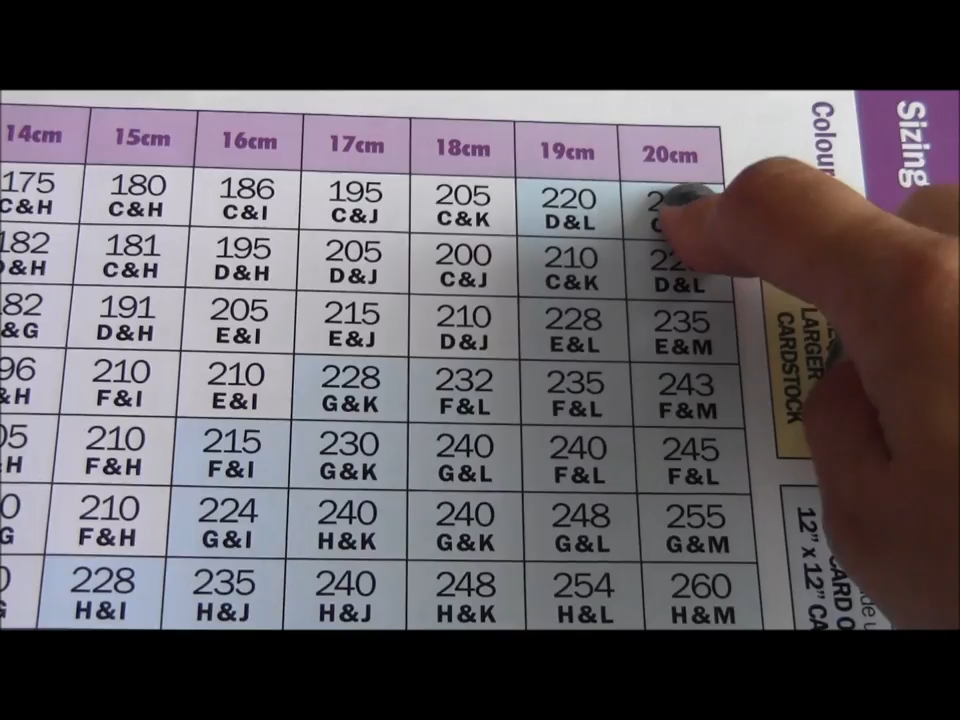 14cm 15cm 16cm 17cm 18cm 19cm 20cm
175 180 186 195 205 220
C&H C&H C&I C&J C&K D&L
182 181 195 205 200 210
D&H C&H D&H D&J C&J C&K D&L
82 191 205 215 210 228 235
&G D&H E&I E&J D&J E&L E&M
96 210 210 228 232 235 243
&H F&I E&I G&K F&L F&L F&M
05 210 215 230 240 240 245
H F&H F&I G&K G&L F&L F&L
0 210 224 240 240 248 255
G F&H G&I H&K G&K G&L G&M
228 235 240 248 254 260
H&I H&J H&J H&K H&L H&M
Sizing
Colour
LARGER
CARDSTOCK
CARD
12" x 12" CA